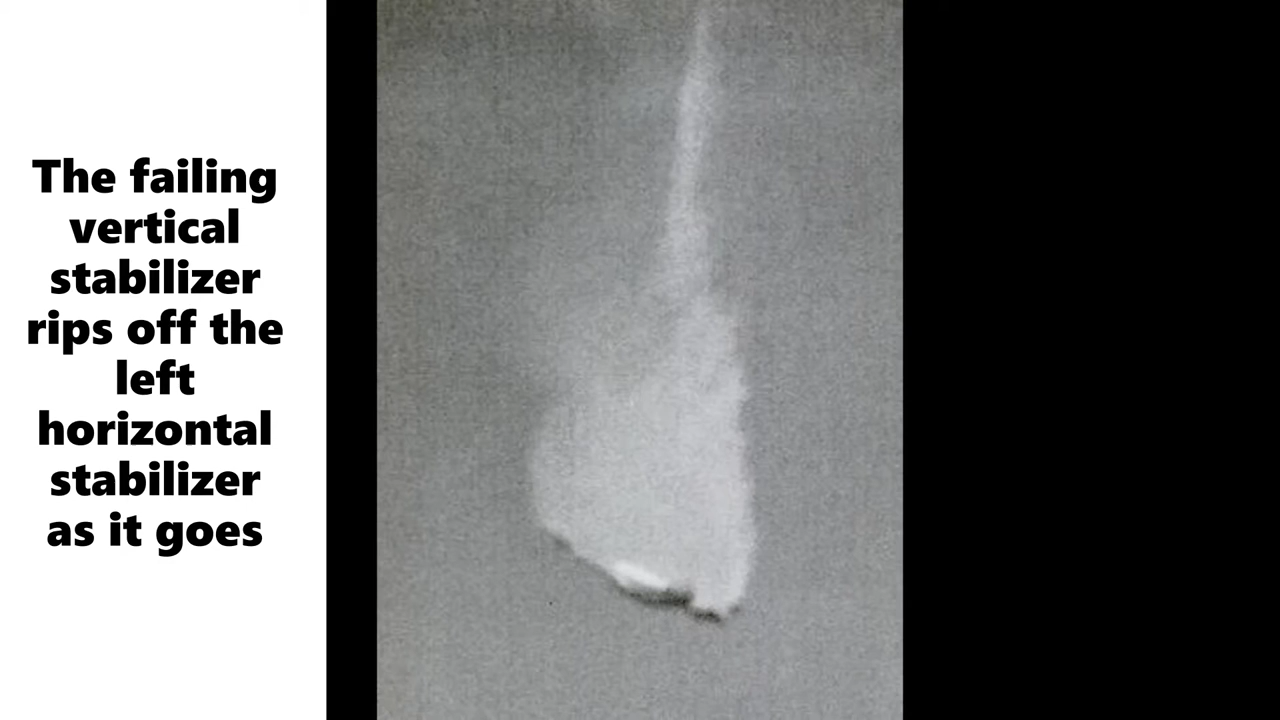 The failing
vertical
stabilizer
rips off the
left
horizontal
stabilizer
as it goes